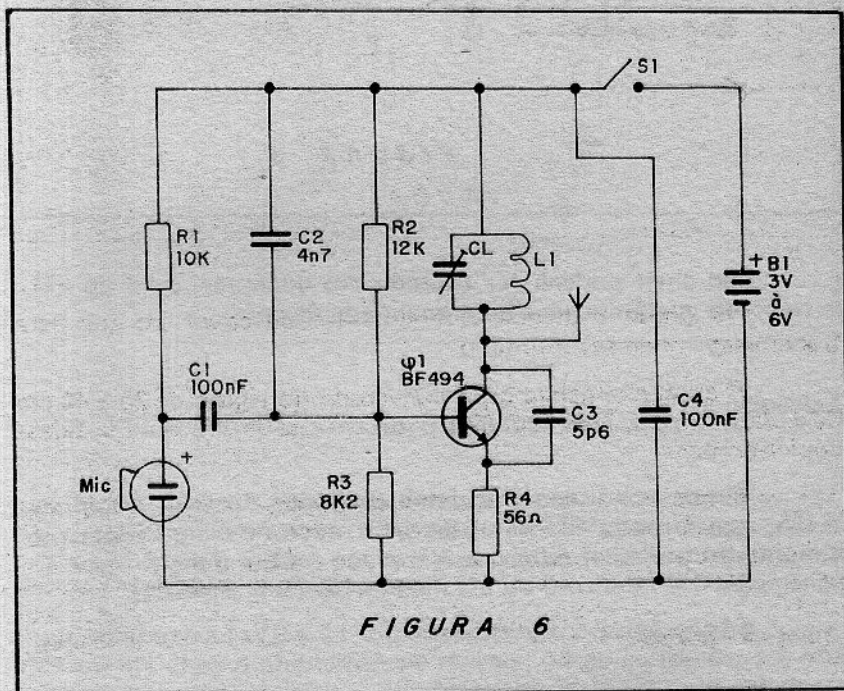 S1
R1
10K
C2
4n7
R2
12K
CL
L1
+ B1
3V
à
6V
C1
100nF
φ1
BF494
C3
5p6
C4
100nF
Mic
+
R3
8K2
R4
56Ω
FIGURA 6